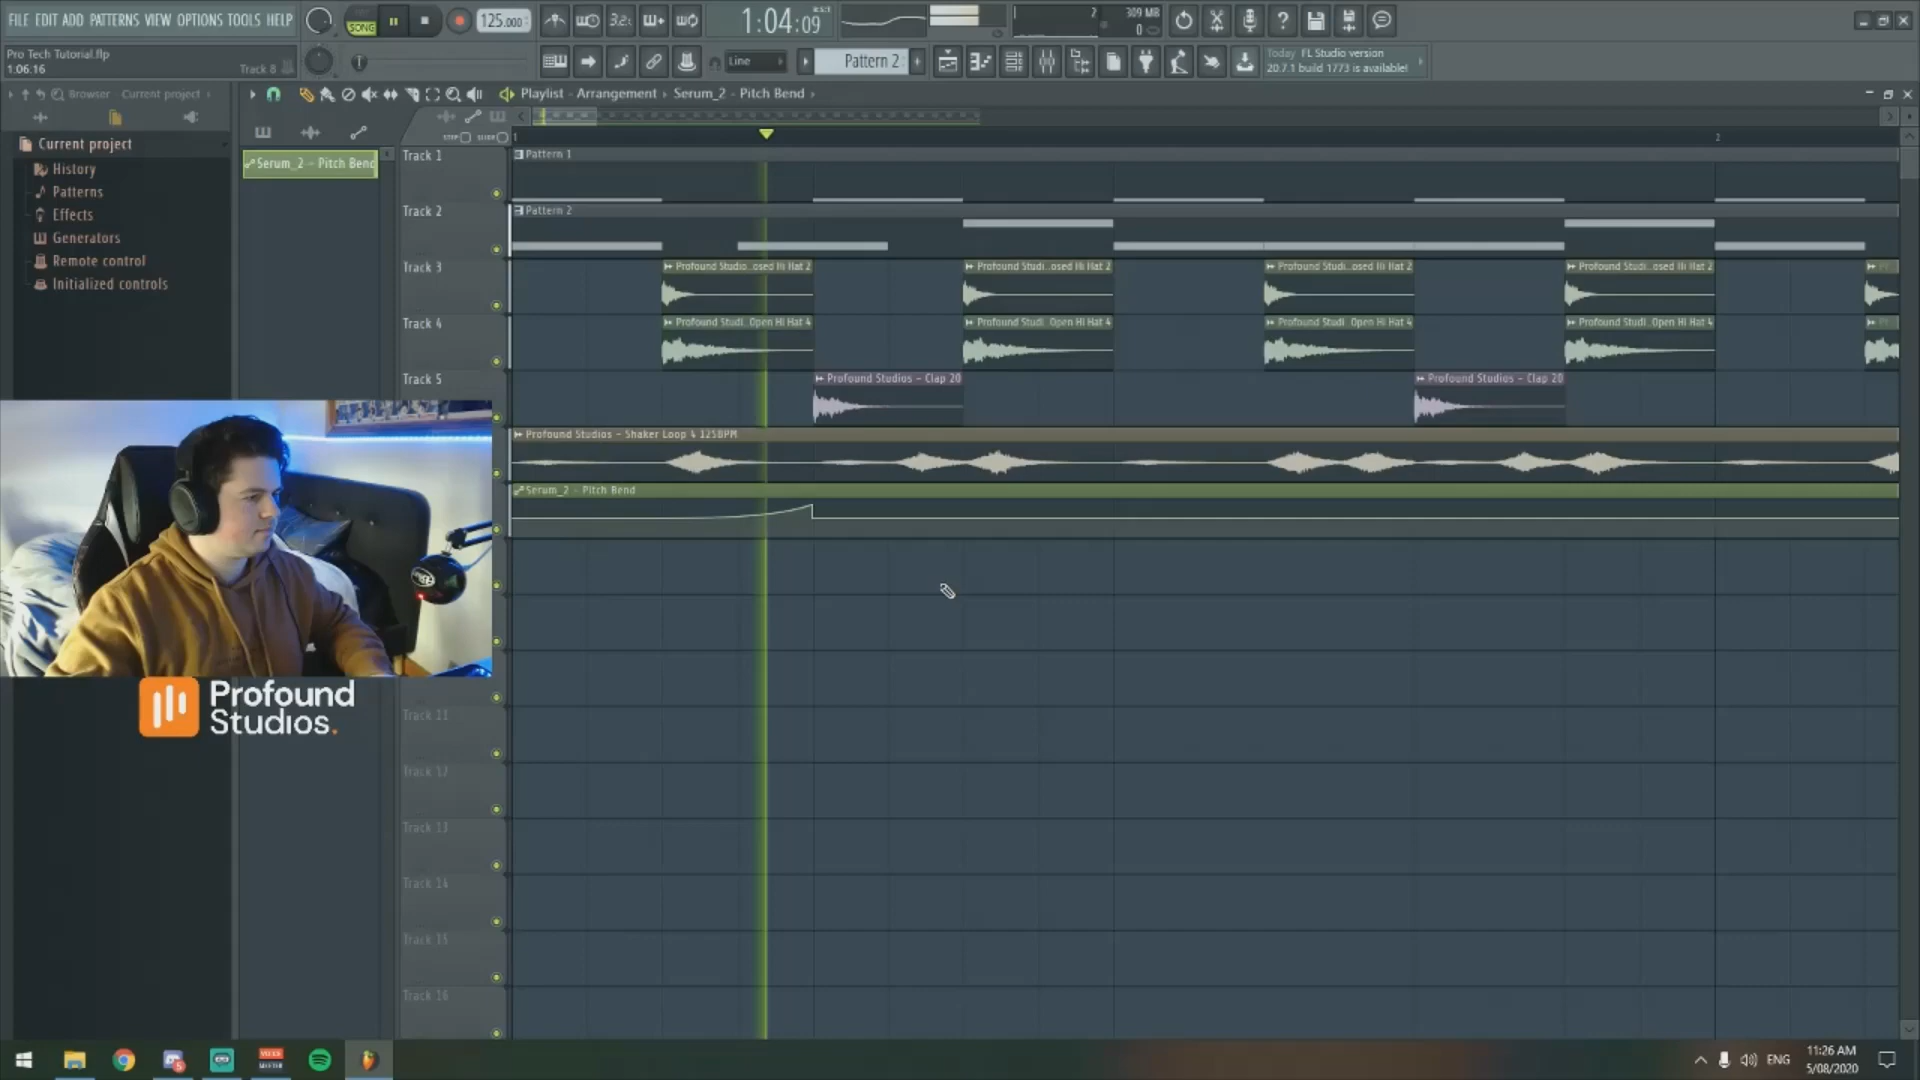 FILE EDIT ADD PATTERNS VIEW OPTIONS TOOLS HELP
SONG
125.000
3.2.
1:04:09
2
309 MB
0
Pro Tech Tutorial.flp
1.06.16
Track 8
Line
Pattern 2
Today FL Studio version
20.7.1 build 1773 is available!
Browser Current project
Playlist - Arrangement › Serum_2 - Pitch Bend ›
Current project
History
Patterns
Effects
Generators
Remote control
Initialized controls
Serum_2 - Pitch Bend
STEP
SLIDE
1
2
Track 1
Pattern 1
Track 2
Pattern 2
Track 3
Profound Studio..osed Hi Hat 2
Profound Studi..osed Hi Hat 2
Profound Studi..osed Hi Hat 2
Profound Studi..osed Hi Hat 2
Track 4
Profound Studi..Open Hi Hat 4
Profound Studi..Open Hi Hat 4
Profound Studi..Open Hi Hat 4
Profound Studi..Open Hi Hat 4
Track 5
Profound Studios - Clap 20
Profound Studios - Clap 20
Profound Studios - Shaker Loop 4 125BPM
Serum_2 - Pitch Bend
Track 11
Track 12
Track 13
Track 14
Track 15
Track 16
Profound
Studios.
ENG
11:26 AM
5/08/2020